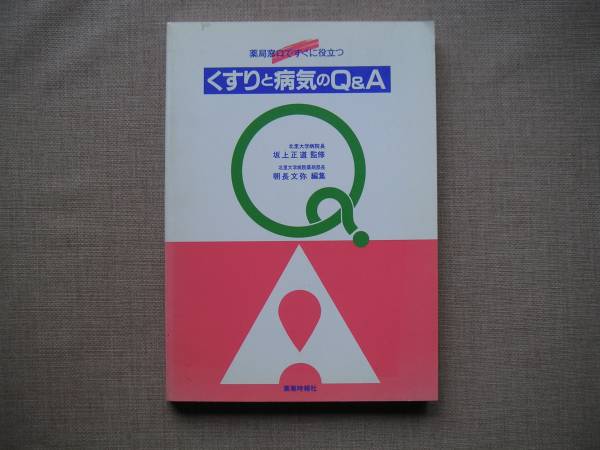 薬局窓口ですぐに役立つ
くすりと病気のQ&A
北里大学病院長
坂上正道 監修
北里大学病院薬剤部長
朝長文弥 編集
薬業時報社